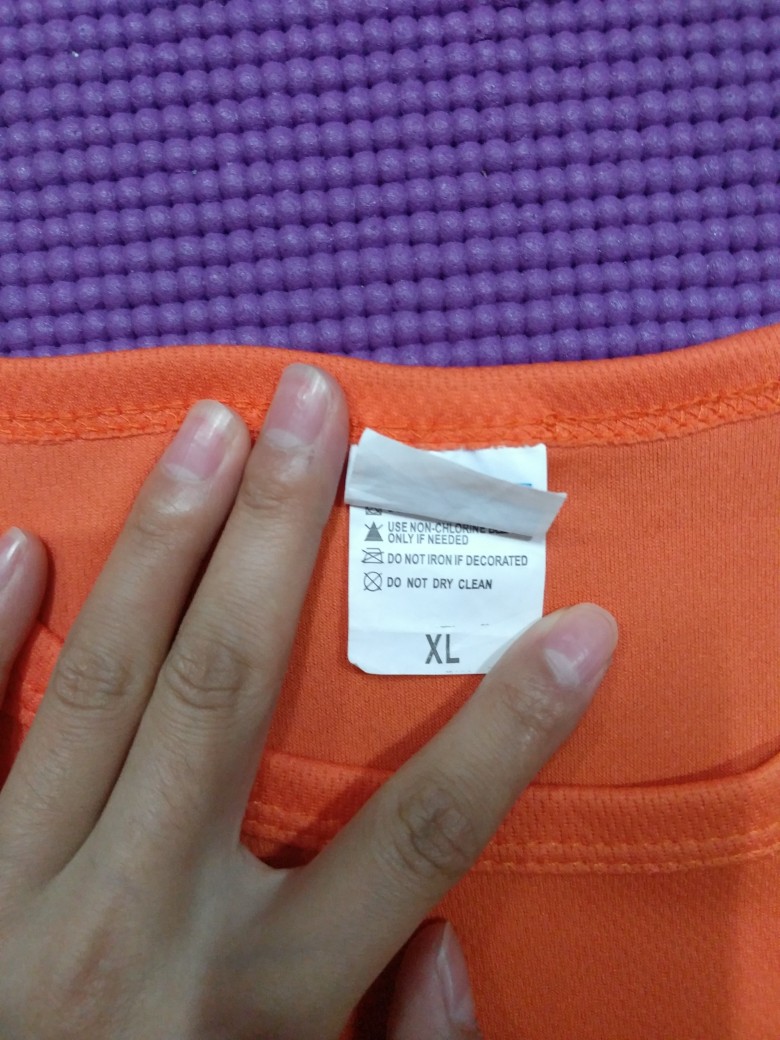 USE NON-CHLORINE
ONLY IF NEEDED
DO NOT IRON IF DECORATED
DO NOT DRY CLEAN
XL